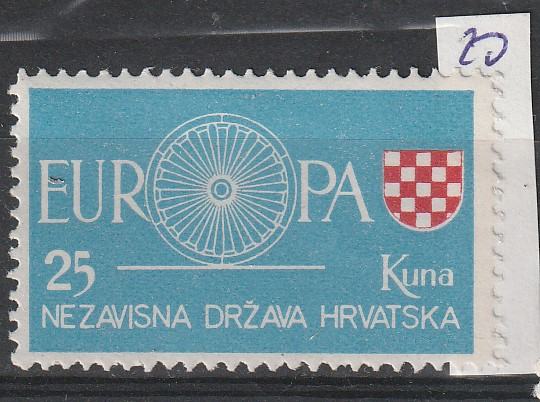 20
EUROPA
25 Kuna
NEZAVISNA DRŽAVA HRVATSKA